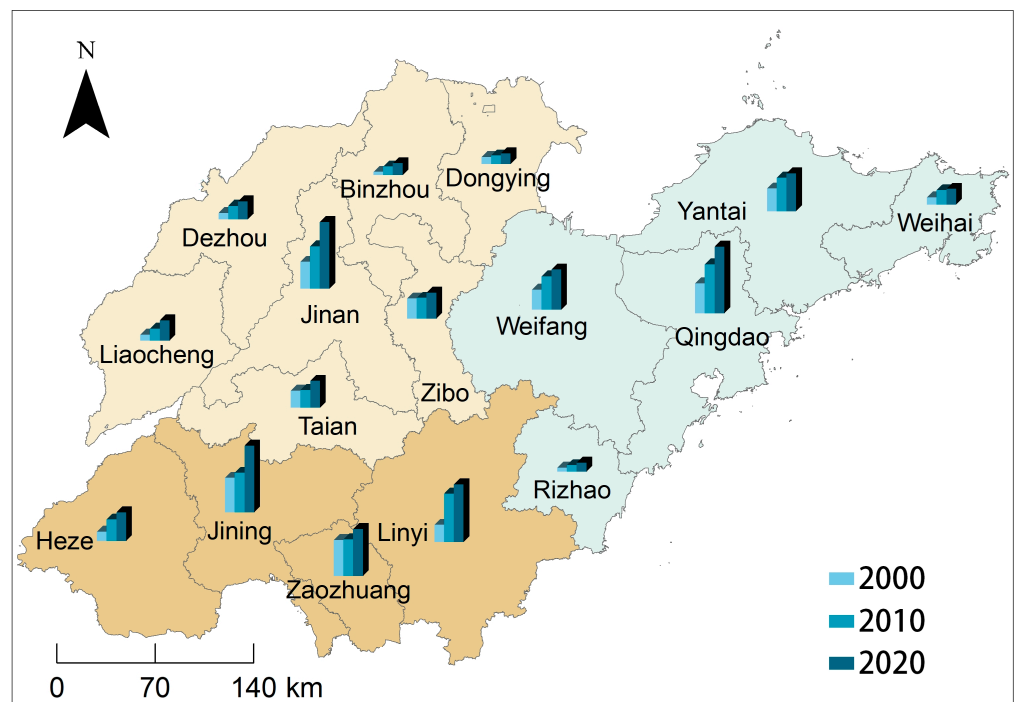 N
Binzhou
Dongying
Dezhou
Yantai
Weihai
Jinan
Weifang
Qingdao
Liaocheng
Zibo
Taian
Rizhao
Heze
Jining
Linyi
Zaozhuang
2000
2010
2020
0 70 140 km